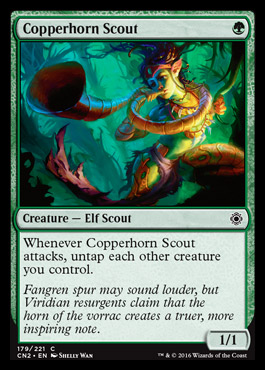 Copperhorn Scout
Creature — Elf Scout
Whenever Copperhorn Scout
attacks, untap each other creature
you control.
Fangren spur may sound louder, but
Viridian resurgents claim that the
horn of the vorrac creates a truer, more
inspiring note.
1/1
179/221 C
CN2 • EN Shelly Wan
™ & © 2016 Wizards of the Coast